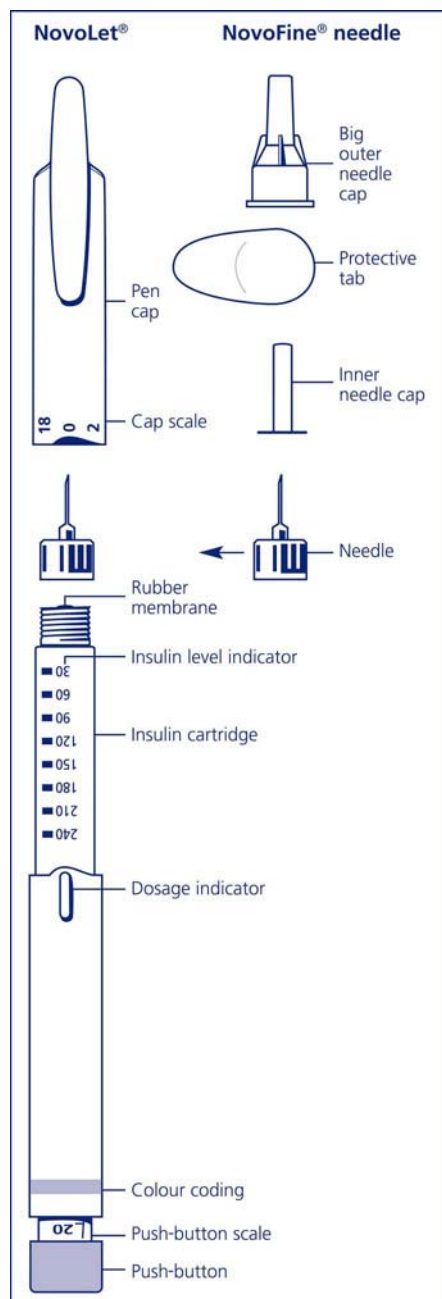 NovoLet®
NovoFine® needle
Big
outer
needle
cap
Protective
tab
Pen
cap
Inner
needle cap
18 0 2
Cap scale
Needle
Rubber
membrane
30
Insulin level indicator
60
90
120
Insulin cartridge
150
180
210
240
Dosage indicator
Colour coding
20
Push-button scale
Push-button